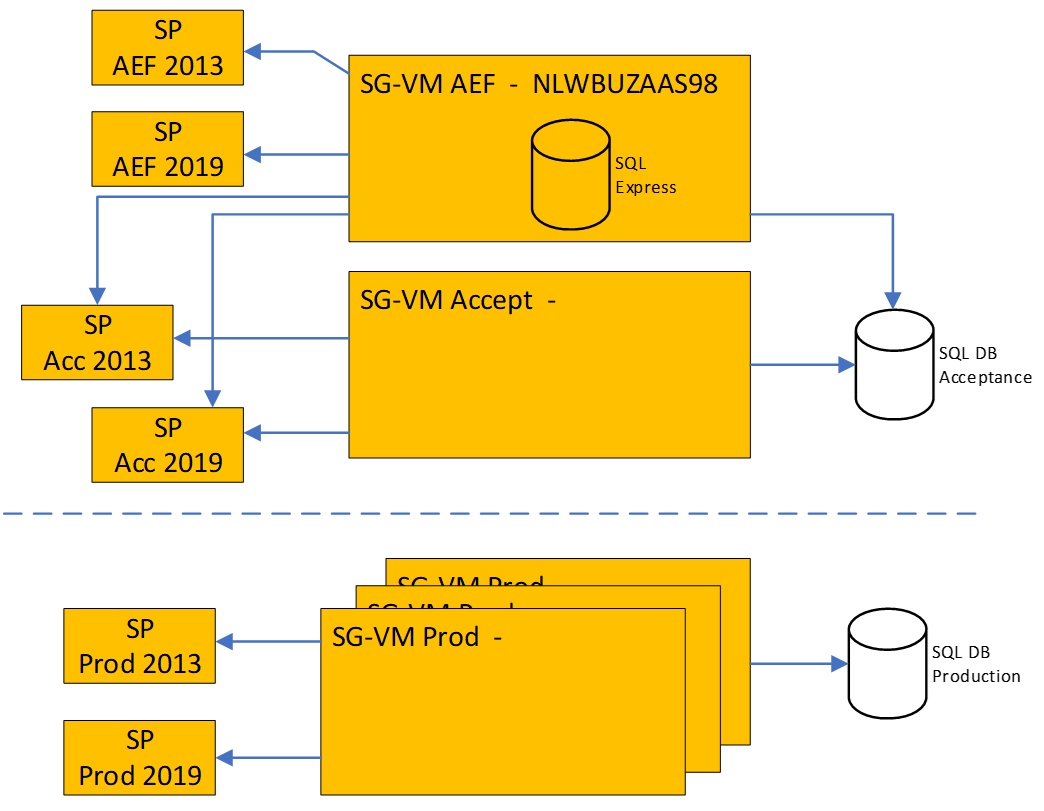 SP
AEF 2013
SG-VM AEF - NLWBUZAAS98
SP
AEF 2019
SQL
Express
SG-VM Accept -
SP
Acc 2013
SQL DB
Acceptance
SP
Acc 2019
SG-VM Prod
SG-VM Prod
SG-VM Prod -
SP
Prod 2013
SQL DB
Production
SP
Prod 2019